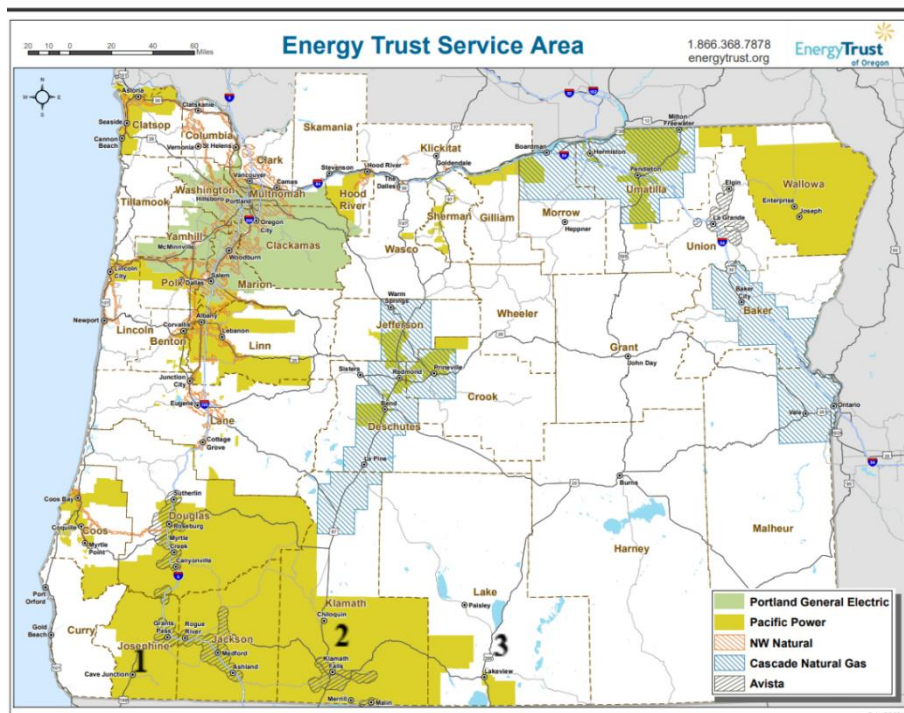 Energy Trust Service Area
1.866.368.7878
energytrust.org
EnergyTrust
of Oregon
20 10 0 20 40 60
Miles
N
W E
S
Astoria
Clatskanie
Seaside
Clatsop
Columbia
Cannon
Beach
Vernonia
St Helens
Skamania
Clark
Stevenson
Hood River
Klickitat
Goldendale
Vancouver
Camas
The
Dalles
Washington
Hillsboro
Multnomah
Portland
Hood
River
Tillamook
Oregon
City
Sherman
Gilliam
Wasco
Yamhill
McMinnville
Clackamas
Woodburn
Boardman
Hermiston
Milton
Freewater
Pendleton
Umatilla
Morrow
Heppner
Elgin
La Grande
Union
Wallowa
Enterprise
Joseph
Lincoln
City
Polk
Dallas
Salem
Marion
Newport
Lincoln
Corvallis
Albany
Benton
Lebanon
Linn
Warm
Springs
Jefferson
Wheeler
Baker
City
Baker
Grant
John Day
Junction
City
Sisters
Redmond
Prineville
Crook
Eugene
Lane
Bend
Deschutes
Cottage
Grove
La Pine
Vale
Ontario
Burns
Coos Bay
Coquille
Coos
Myrtle
Point
Sutherlin
Douglas
Roseburg
Myrtle
Creek
Canyonville
Port
Orford
Harney
Malheur
Lake
Paisley
Klamath
Chiloquin
Gold
Beach
Curry
Grants
Pass
Rogue
River
Josephine
Jackson
Medford
Cave Junction
Ashland
Klamath
Falls
Merrill
Malin
Lakeview
1
2
3
Portland General Electric
Pacific Power
NW Natural
Cascade Natural Gas
Avista